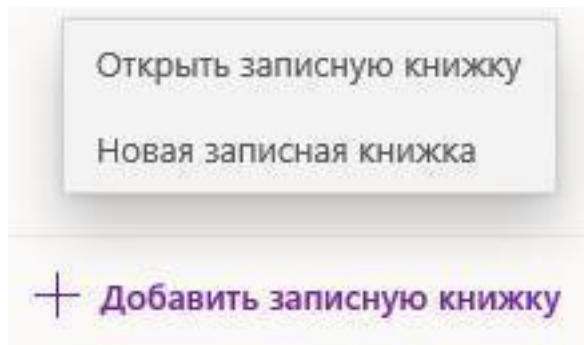 Открыть записную книжку
Новая записная книжка
Добавить записную книжку